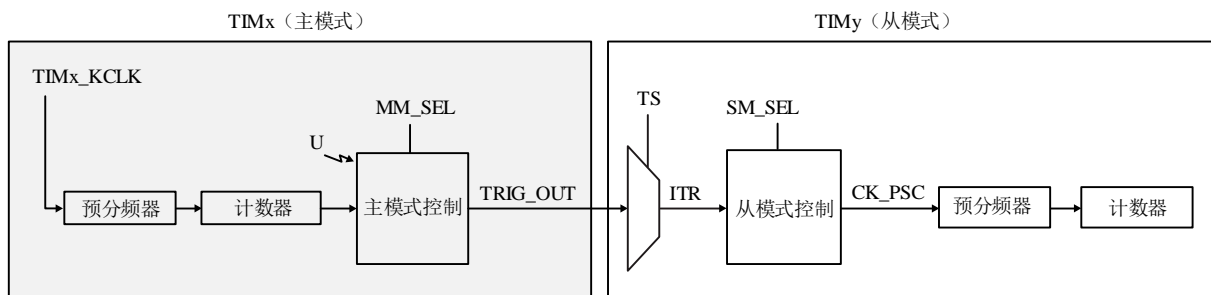 TIMx（主模式）
TIMy（从模式）
TIMx_KCLK
MM_SEL
TS
SM_SEL
U
TRIG_OUT
ITR
CK_PSC
预分频器
计数器
主模式控制
从模式控制
预分频器
计数器